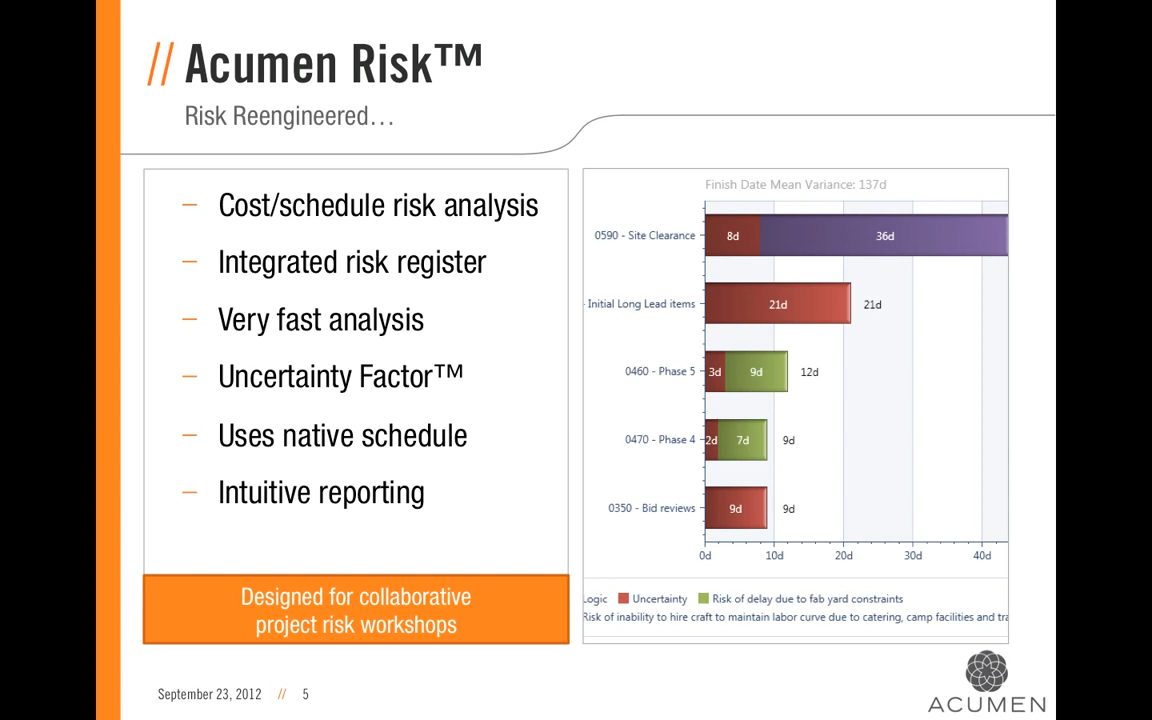 // Acumen Risk™
Risk Reengineered…
– Cost/schedule risk analysis
– Integrated risk register
– Very fast analysis
– Uncertainty Factor™
– Uses native schedule
– Intuitive reporting
Designed for collaborative
project risk workshops
Finish Date Mean Variance: 137d
0590 - Site Clearance 8d 36d
- Initial Long Lead items 21d 21d
0460 - Phase 5 3d 9d 12d
0470 - Phase 4 2d 7d 9d
0350 - Bid reviews 9d 9d
0d 10d 20d 30d 40d
Logic Uncertainty Risk of delay due to fab yard constraints
Risk of inability to hire craft to maintain labor curve due to catering, camp facilities and tra
September 23, 2012 // 5
ACUMEN